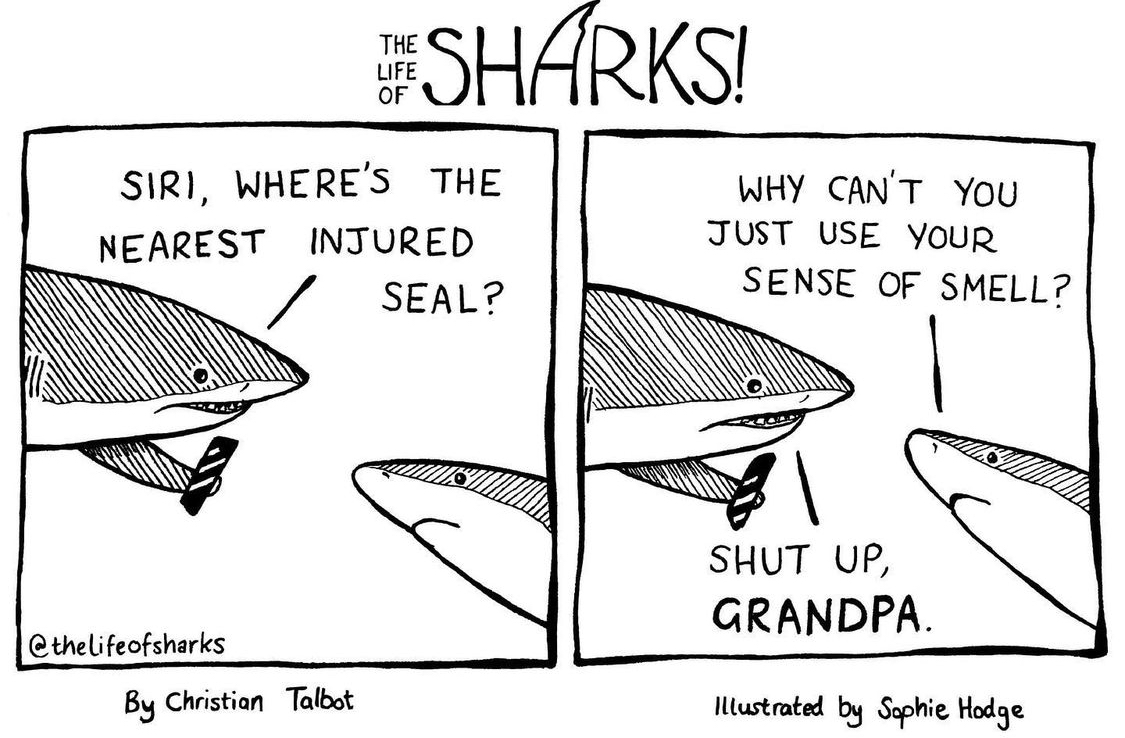 THE
LIFE
OF
SHARKS!
SIRI, WHERE'S THE
NEAREST INJURED
SEAL?
@thelifeofsharks
WHY CAN'T YOU
JUST USE YOUR
SENSE OF SMELL?
SHUT UP,
GRANDPA.
By Christian Talbot
Illustrated by Sophie Hodge